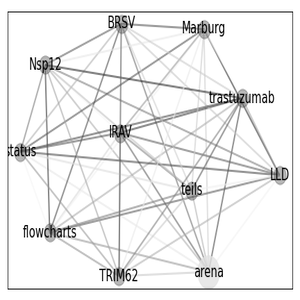 BRSV
Marburg
Nsp12
trastuzumab
IRAV
status
LLD
teils
flowcharts
TRIM62
arena